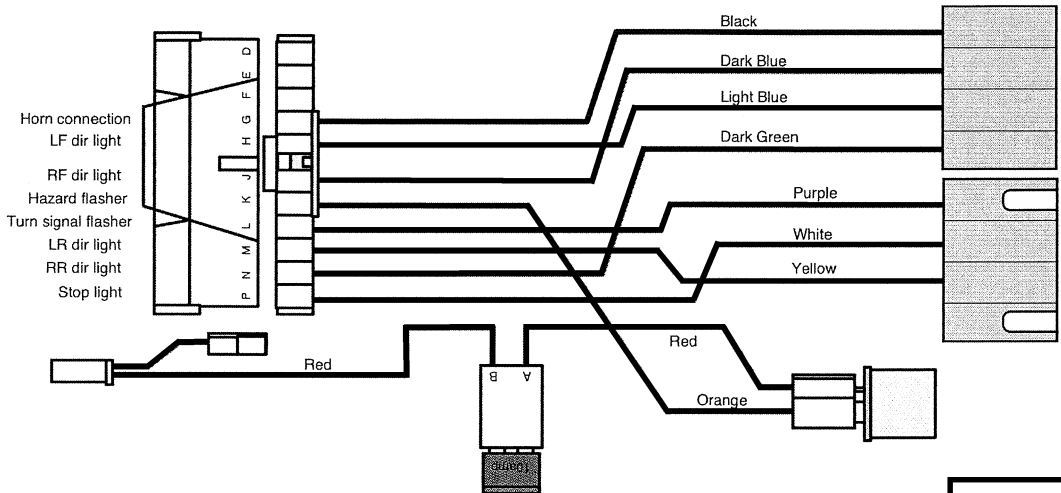 Black
Dark Blue
Light Blue
Dark Green
Purple
White
Yellow
Horn connection
LF dir light
RF dir light
Hazard flasher
Turn signal flasher
LR dir light
RR dir light
Stop light
D
E
F
G
H
J
K
L
M
N
P
Red
Red
Orange
B
A
10amp